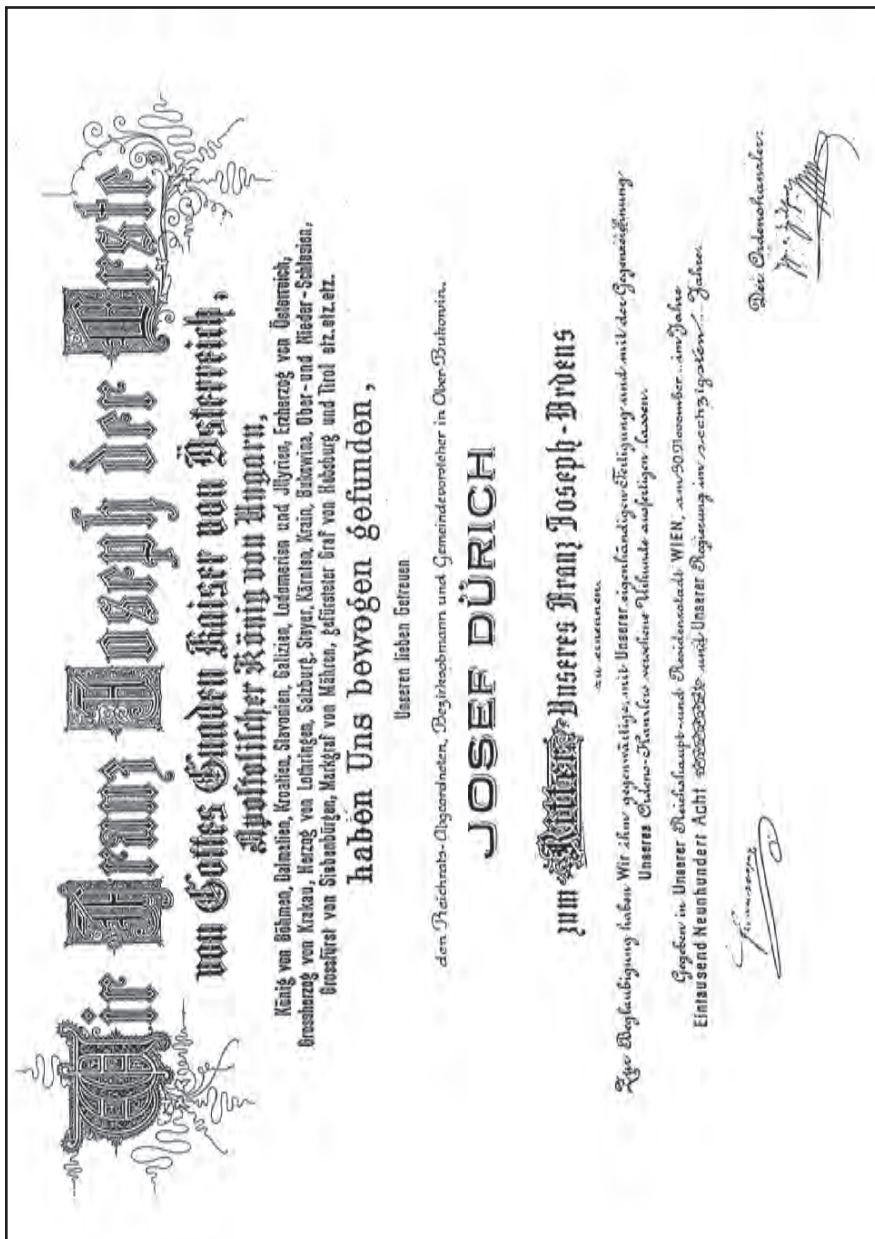 Wir Franz Joseph der Erste
von Gottes Gnaden Kaiser von Österreich,
Apostolischer König von Ungarn,
König von Böhmen, Dalmatien, Kroatien, Slavonien, Galizien, Lodomerien und Jllyrien, Erzherzog von Österreich,
Grossherzog von Krakau, Herzog von Lothringen, Salzburg, Steyer, Kärnten, Krain, Bukowina, Ober- und Nieder-Schlesien,
Grossfürst von Siebenbürgen, Markgraf von Mähren, gefürsteter Graf von Habsburg und Tirol etz.etz.etz.
haben Uns bewogen gefunden,
Unseren lieben Getreuen
den Reichrats-Abgeordneten, Bezirksobmann und Gemeindevorsteher in Ober-Bukowin,
JOSEF DÜRICH
zum Ritter Unseres Franz Joseph-Ordens
zu ernennen.
Zur Beglaubigung haben Wir ihm gegenwärtige, mit Unserer eigenhändigen Fertigung und mit der Gegenzeichnung
Unseres Ordens-Kanzlers versehene Urkunde ausfertigen lassen.
Gegeben in Unserer Reichshaupt- und Residenzstadt WIEN, am 30. November im Jahre
Eintausend Neunhundert Acht und Unserer Regierung im sechzigsten Jahre.
Der Ordenskanzler: